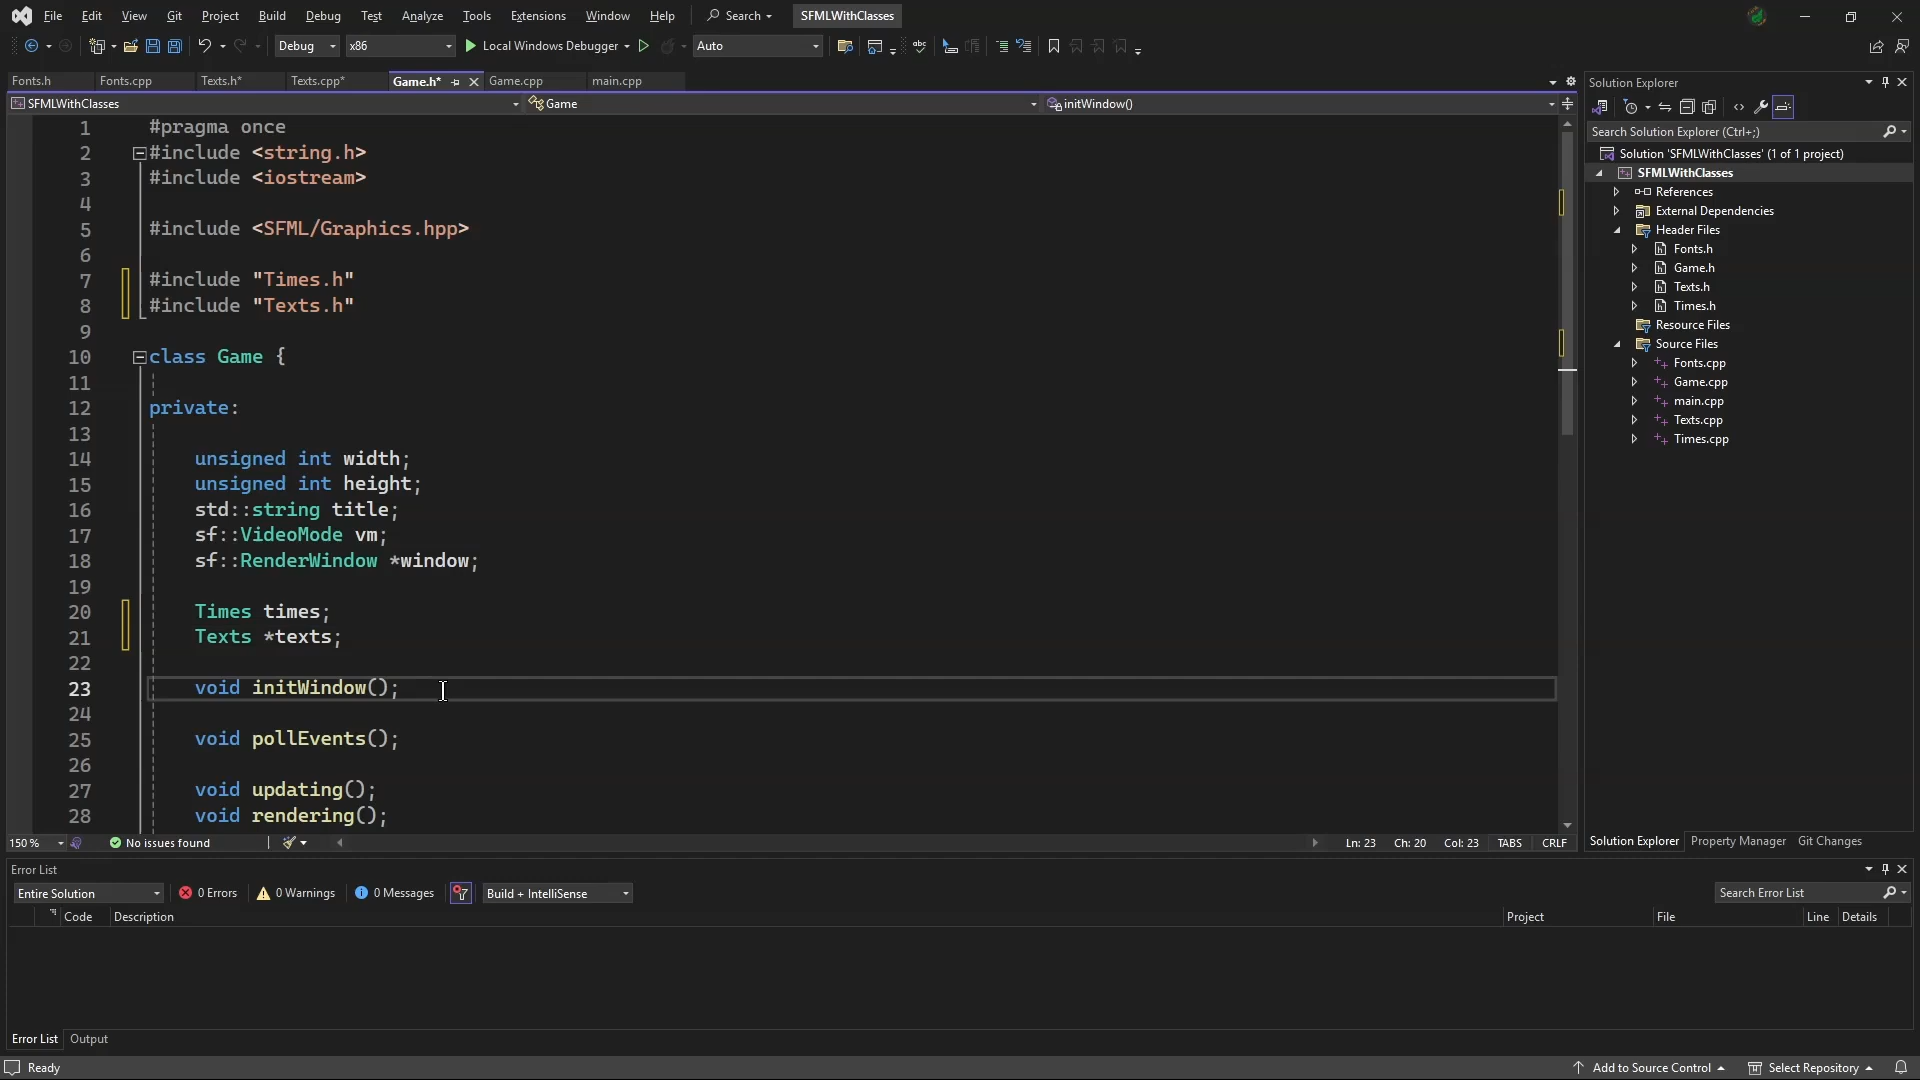 File Edit View Git Project Build Debug Test Analyze Tools Extensions Window Help Search SFMLWithClasses
Debug x86 Local Windows Debugger Auto
Fonts.h Fonts.cpp Texts.h* Texts.cpp* Game.h* Game.cpp main.cpp
SFMLWithClasses Game initWindow()
1 #pragma once
2 #include <string.h>
3 #include <iostream>
4
5 #include <SFML/Graphics.hpp>
6
7 #include "Times.h"
8 #include "Texts.h"
9
10 class Game {
11
12 private:
13
14 unsigned int width;
15 unsigned int height;
16 std::string title;
17 sf::VideoMode vm;
18 sf::RenderWindow *window;
19
20 Times times;
21 Texts *texts;
22
23 void initWindow();
24
25 void pollEvents();
26
27 void updating();
28 void rendering();
150 % No issues found Ln: 23 Ch: 20 Col: 23 TABS CRLF
Solution Explorer
Search Solution Explorer (Ctrl+;)
Solution 'SFMLWithClasses' (1 of 1 project)
SFMLWithClasses
References
External Dependencies
Header Files
Fonts.h
Game.h
Texts.h
Times.h
Resource Files
Source Files
Fonts.cpp
Game.cpp
main.cpp
Texts.cpp
Times.cpp
Solution Explorer Property Manager Git Changes
Error List
Entire Solution 0 Errors 0 Warnings 0 Messages Build + IntelliSense Search Error List
Code Description Project File Line Details
Error List Output
Ready Add to Source Control Select Repository